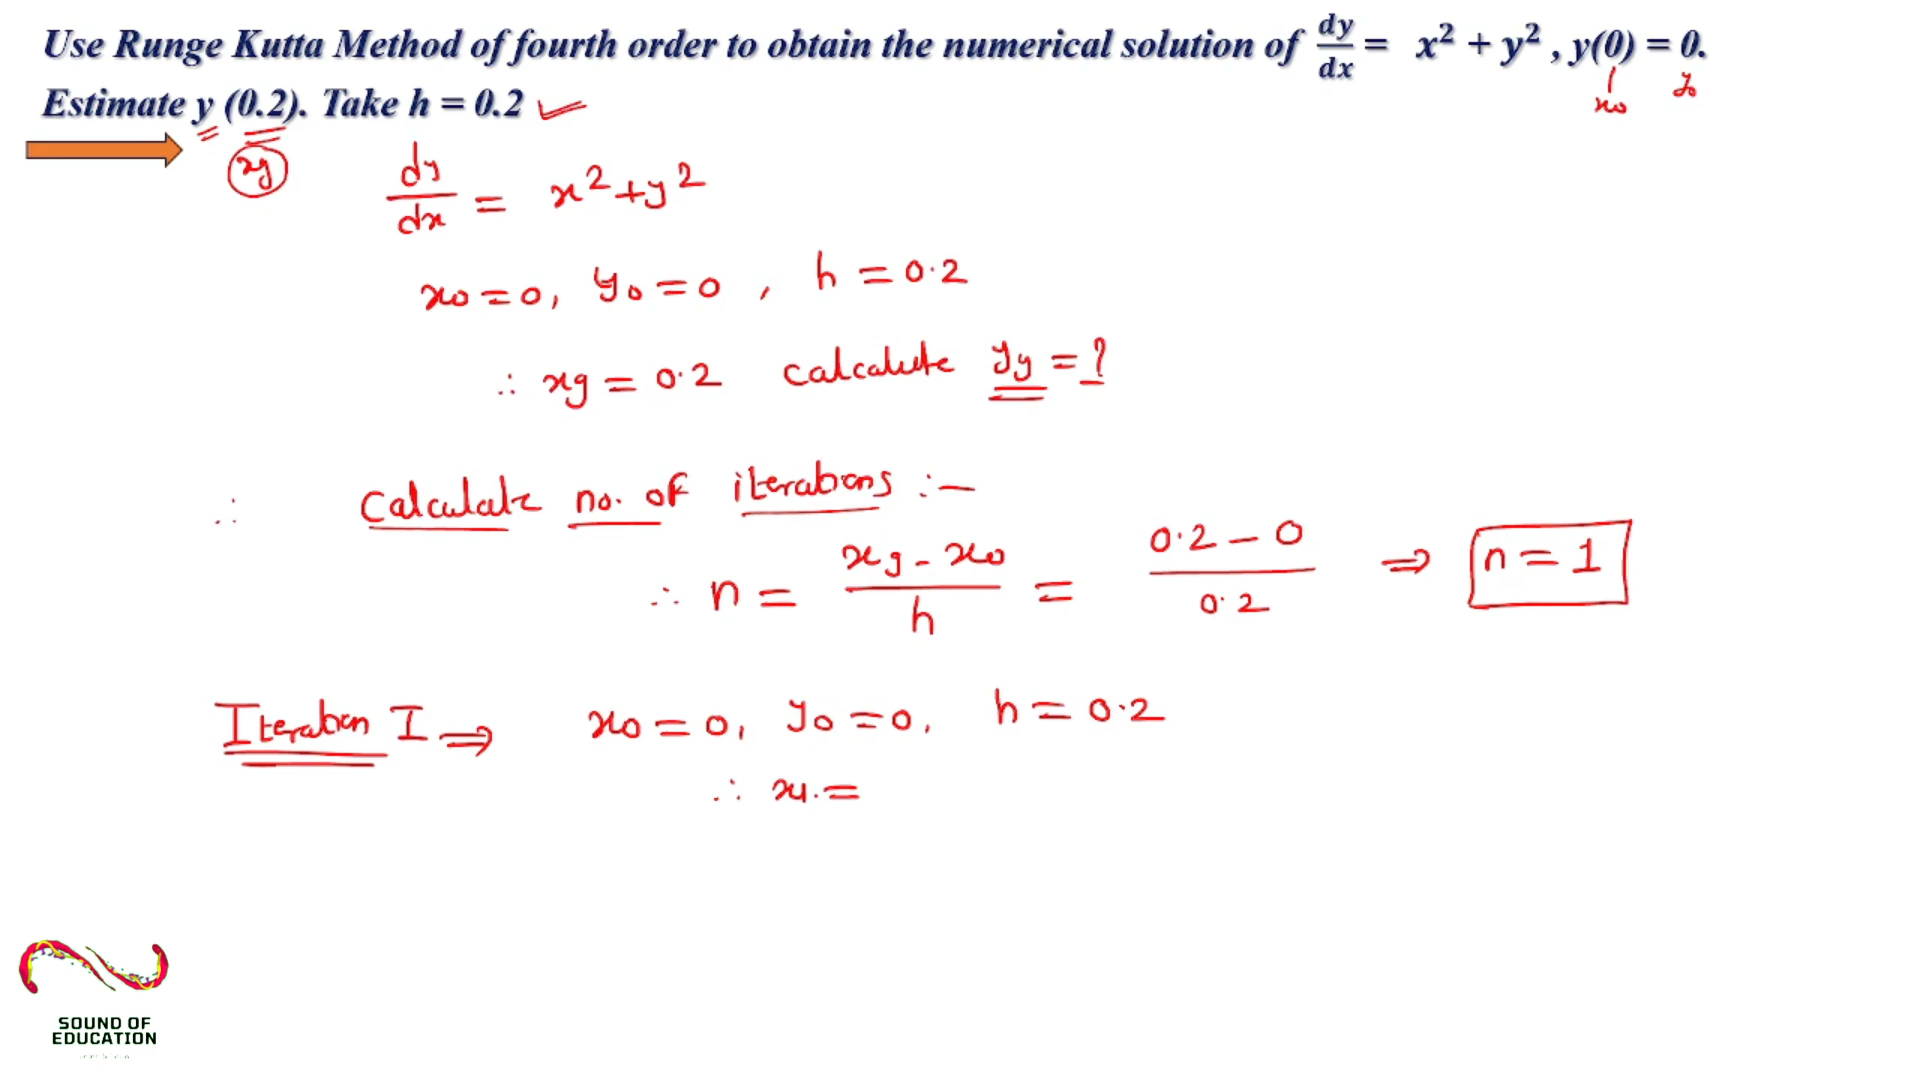 Use Runge Kutta Method of fourth order to obtain the numerical solution of dy/dx = x² + y² , y(0) = 0.
x₀ y₀
Estimate y (0.2). Take h = 0.2 ✓
xg
dy/dx = x² + y²
x₀ = 0, y₀ = 0 , h = 0.2
∴ xg = 0.2 calculate yg = ?
∴ Calculate no. of iterations :-
∴ n = xg - x₀ / h = 0.2 - 0 / 0.2 ⇒ n = 1
Iteration I ⇒ x₀ = 0, y₀ = 0, h = 0.2
∴ x₁ =
SOUND OF
EDUCATION